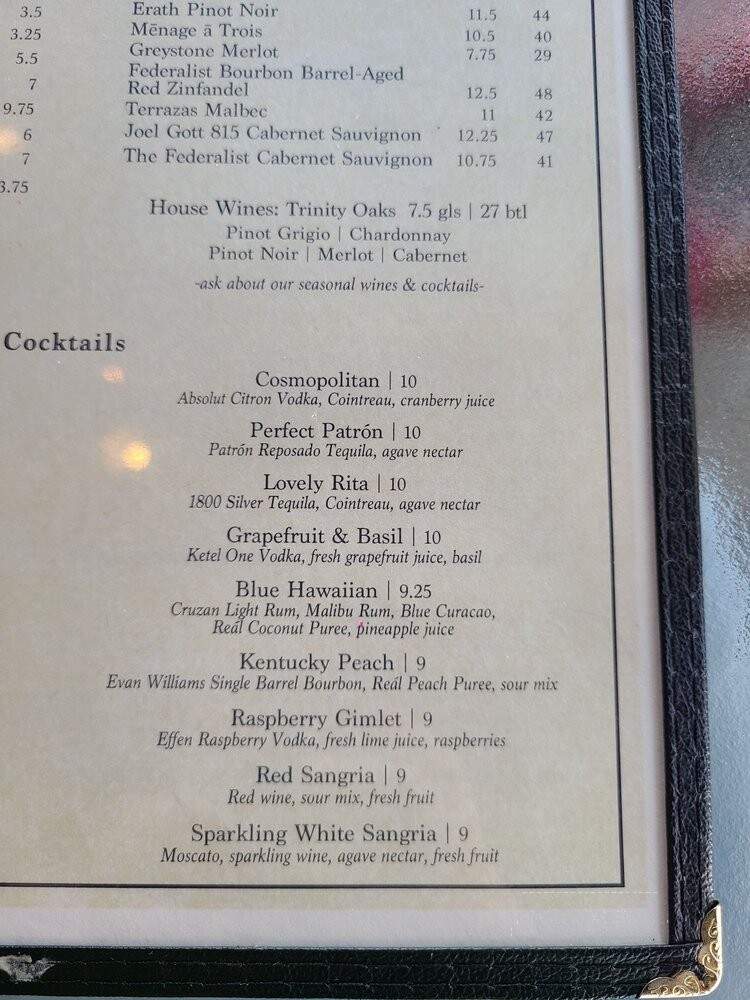 3.5 Erath Pinot Noir 11.5 44
3.25 Mēnage ā Trois 10.5 40
5.5 Greystone Merlot 7.75 29
Federalist Bourbon Barrel-Aged
7 Red Zinfandel 12.5 48
9.75 Terrazas Malbec 11 42
6 Joel Gott 815 Cabernet Sauvignon 12.25 47
7 The Federalist Cabernet Sauvignon 10.75 41
3.75
House Wines: Trinity Oaks 7.5 gls | 27 btl
Pinot Grigio | Chardonnay
Pinot Noir | Merlot | Cabernet
-ask about our seasonal wines & cocktails-
Cocktails
Cosmopolitan | 10
Absolut Citron Vodka, Cointreau, cranberry juice
Perfect Patrón | 10
Patrón Reposado Tequila, agave nectar
Lovely Rita | 10
1800 Silver Tequila, Cointreau, agave nectar
Grapefruit & Basil | 10
Ketel One Vodka, fresh grapefruit juice, basil
Blue Hawaiian | 9.25
Cruzan Light Rum, Malibu Rum, Blue Curacao,
Reál Coconut Puree, pineapple juice
Kentucky Peach | 9
Evan Williams Single Barrel Bourbon, Reál Peach Puree, sour mix
Raspberry Gimlet | 9
Effen Raspberry Vodka, fresh lime juice, raspberries
Red Sangria | 9
Red wine, sour mix, fresh fruit
Sparkling White Sangria | 9
Moscato, sparkling wine, agave nectar, fresh fruit